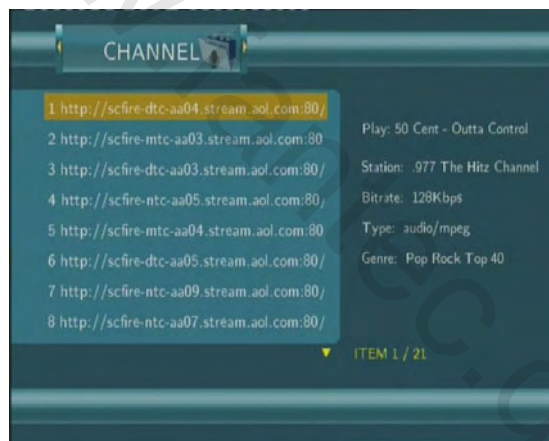 CHANNEL
1 http://scfire-dtc-aa04.stream.aol.com:80/
2 http://scfire-mtc-aa03.stream.aol.com:80
3 http://scfire-dtc-aa03.stream.aol.com:80/
4 http://scfire-ntc-aa05.stream.aol.com:80/
5 http://scfire-mtc-aa04.stream.aol.com:80
6 http://scfire-dtc-aa05.stream.aol.com:80/
7 http://scfire-ntc-aa09.stream.aol.com:80/
8 http://scfire-ntc-aa07.stream.aol.com:80/
Play: 50 Cent - Outta Control
Station: .977 The Hitz Channel
Bitrate: 128Kbps
Type: audio/mpeg
Genre: Pop Rock Top 40
ITEM 1 / 21